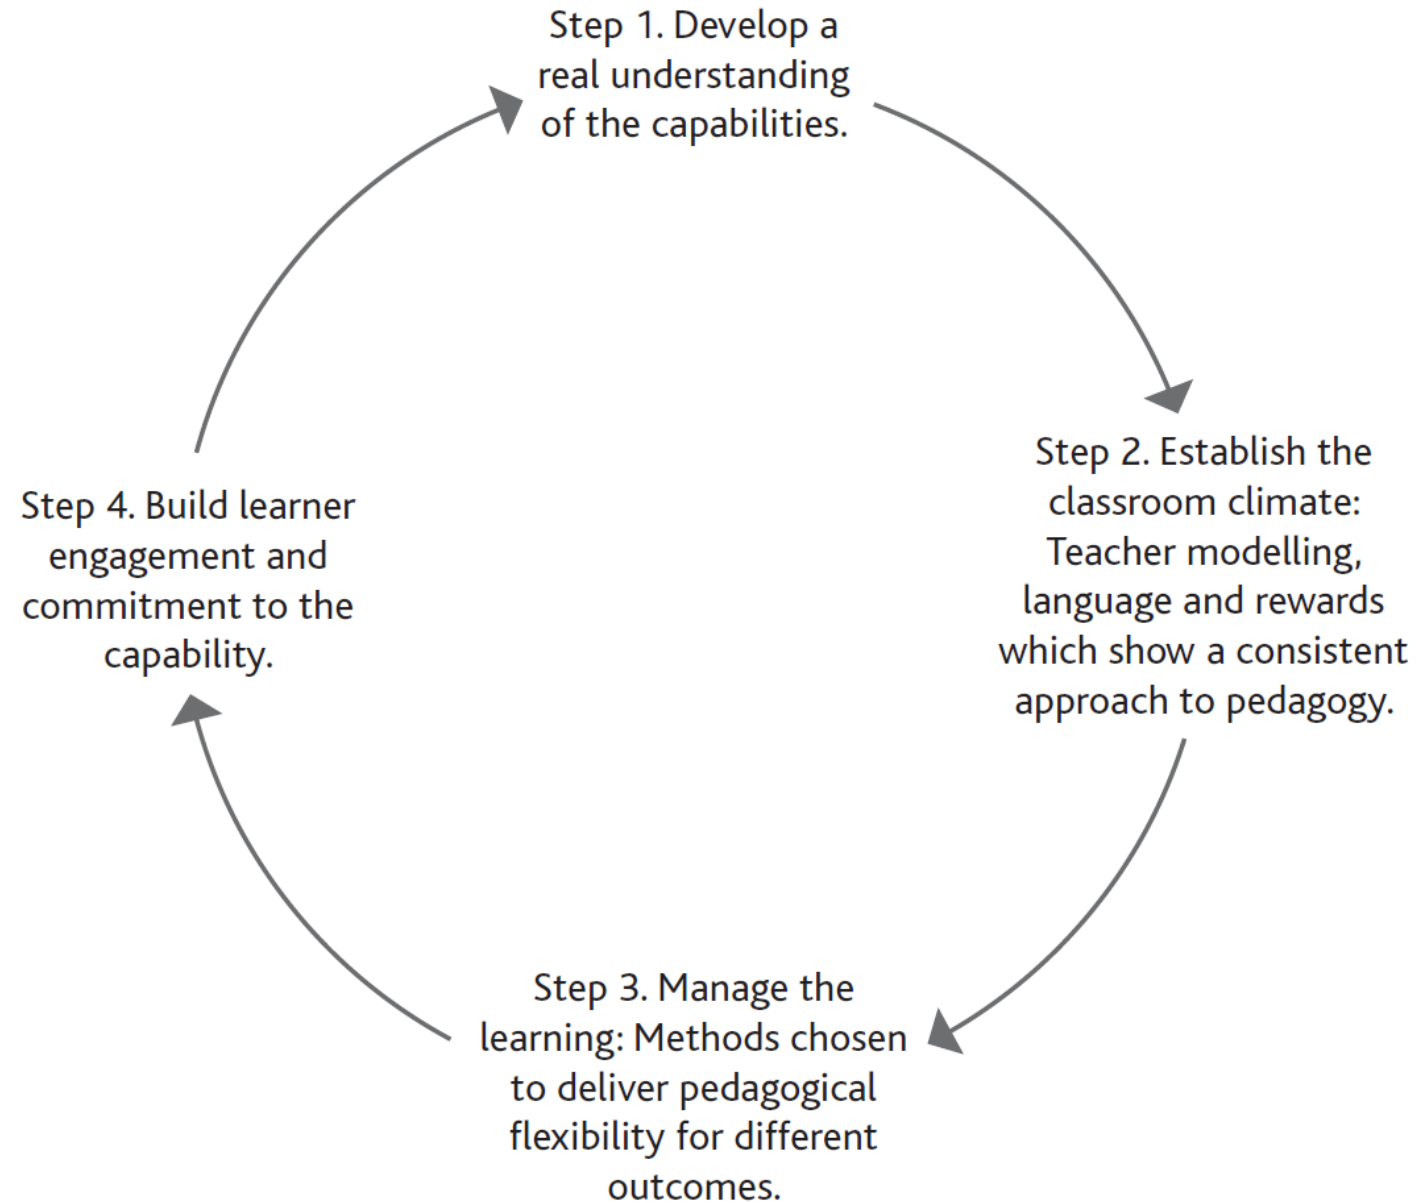 Step 1. Develop a
real understanding
of the capabilities.
Step 2. Establish the
classroom climate:
Teacher modelling,
language and rewards
which show a consistent
approach to pedagogy.
Step 3. Manage the
learning: Methods chosen
to deliver pedagogical
flexibility for different
outcomes.
Step 4. Build learner
engagement and
commitment to the
capability.